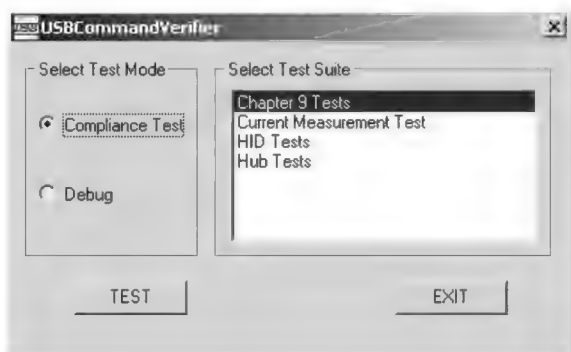 USBCommandVerifier
Select Test Mode
Compliance Test
Debug
Select Test Suite
Chapter 9 Tests
Current Measurement Test
HID Tests
Hub Tests
TEST
EXIT